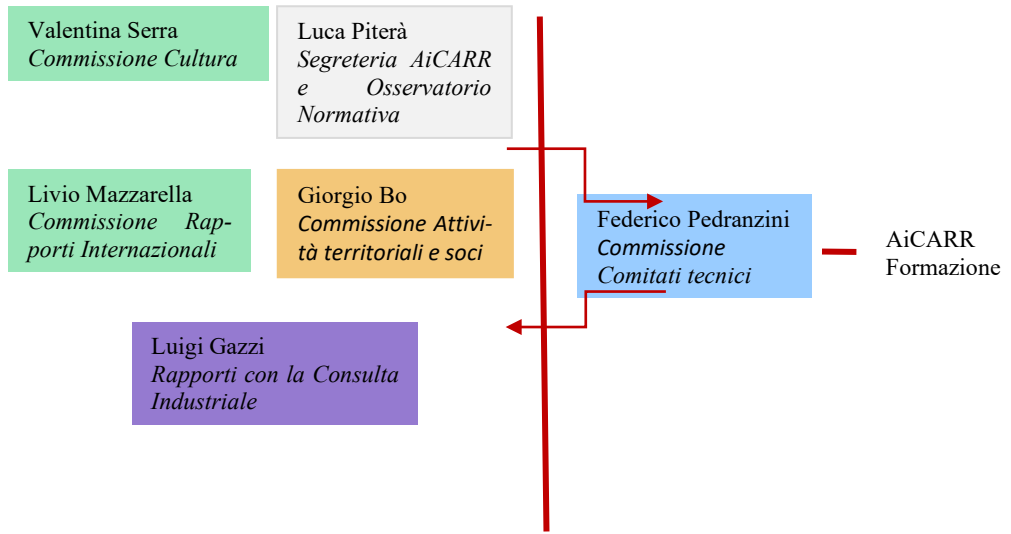 Valentina Serra
Commissione Cultura
Luca Piterà
Segreteria AiCARR
e Osservatorio
Normativa
Livio Mazzarella
Commissione Rap-
porti Internazionali
Giorgio Bo
Commissione Attivi-
tà territoriali e soci
Federico Pedranzini
Commissione
Comitati tecnici
AiCARR
Formazione
Luigi Gazzi
Rapporti con la Consulta
Industriale